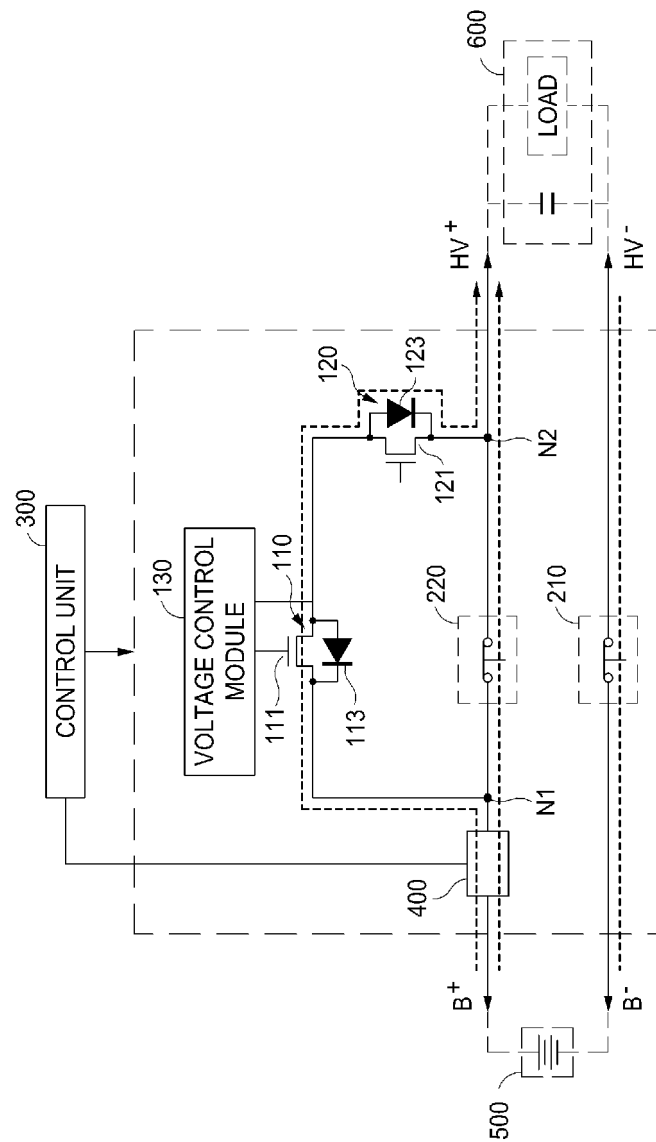 300
CONTROL UNIT
130
VOLTAGE CONTROL
MODULE
110
111
113
120
123
121
400
N1
220
N2
210
B+
B-
500
HV+
HV-
600
LOAD